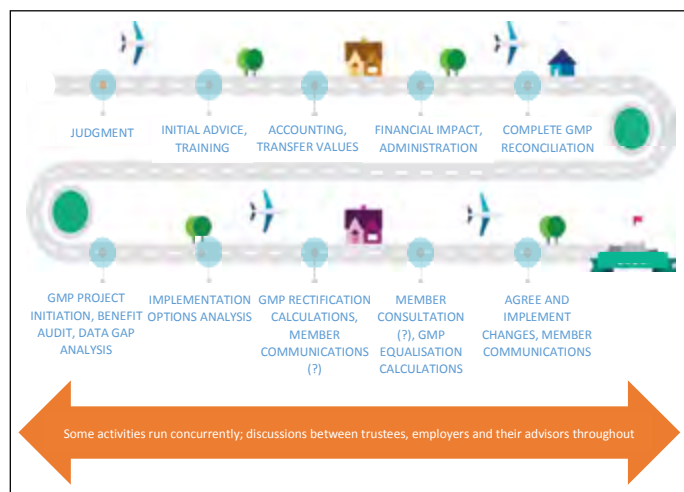 JUDGMENT
INITIAL ADVICE,
TRAINING
ACCOUNTING,
TRANSFER VALUES
FINANCIAL IMPACT,
ADMINISTRATION
COMPLETE GMP
RECONCILIATION
GMP PROJECT
INITIATION, BENEFIT
AUDIT, DATA GAP
ANALYSIS
IMPLEMENTATION
OPTIONS ANALYSIS
GMP RECTIFICATION
CALCULATIONS,
MEMBER
COMMUNICATIONS
(?)
MEMBER
CONSULTATION
(?), GMP
EQUALISATION
CALCULATIONS
AGREE AND
IMPLEMENT
CHANGES, MEMBER
COMMUNICATIONS
Some activities run concurrently; discussions between trustees, employers and their advisors throughout